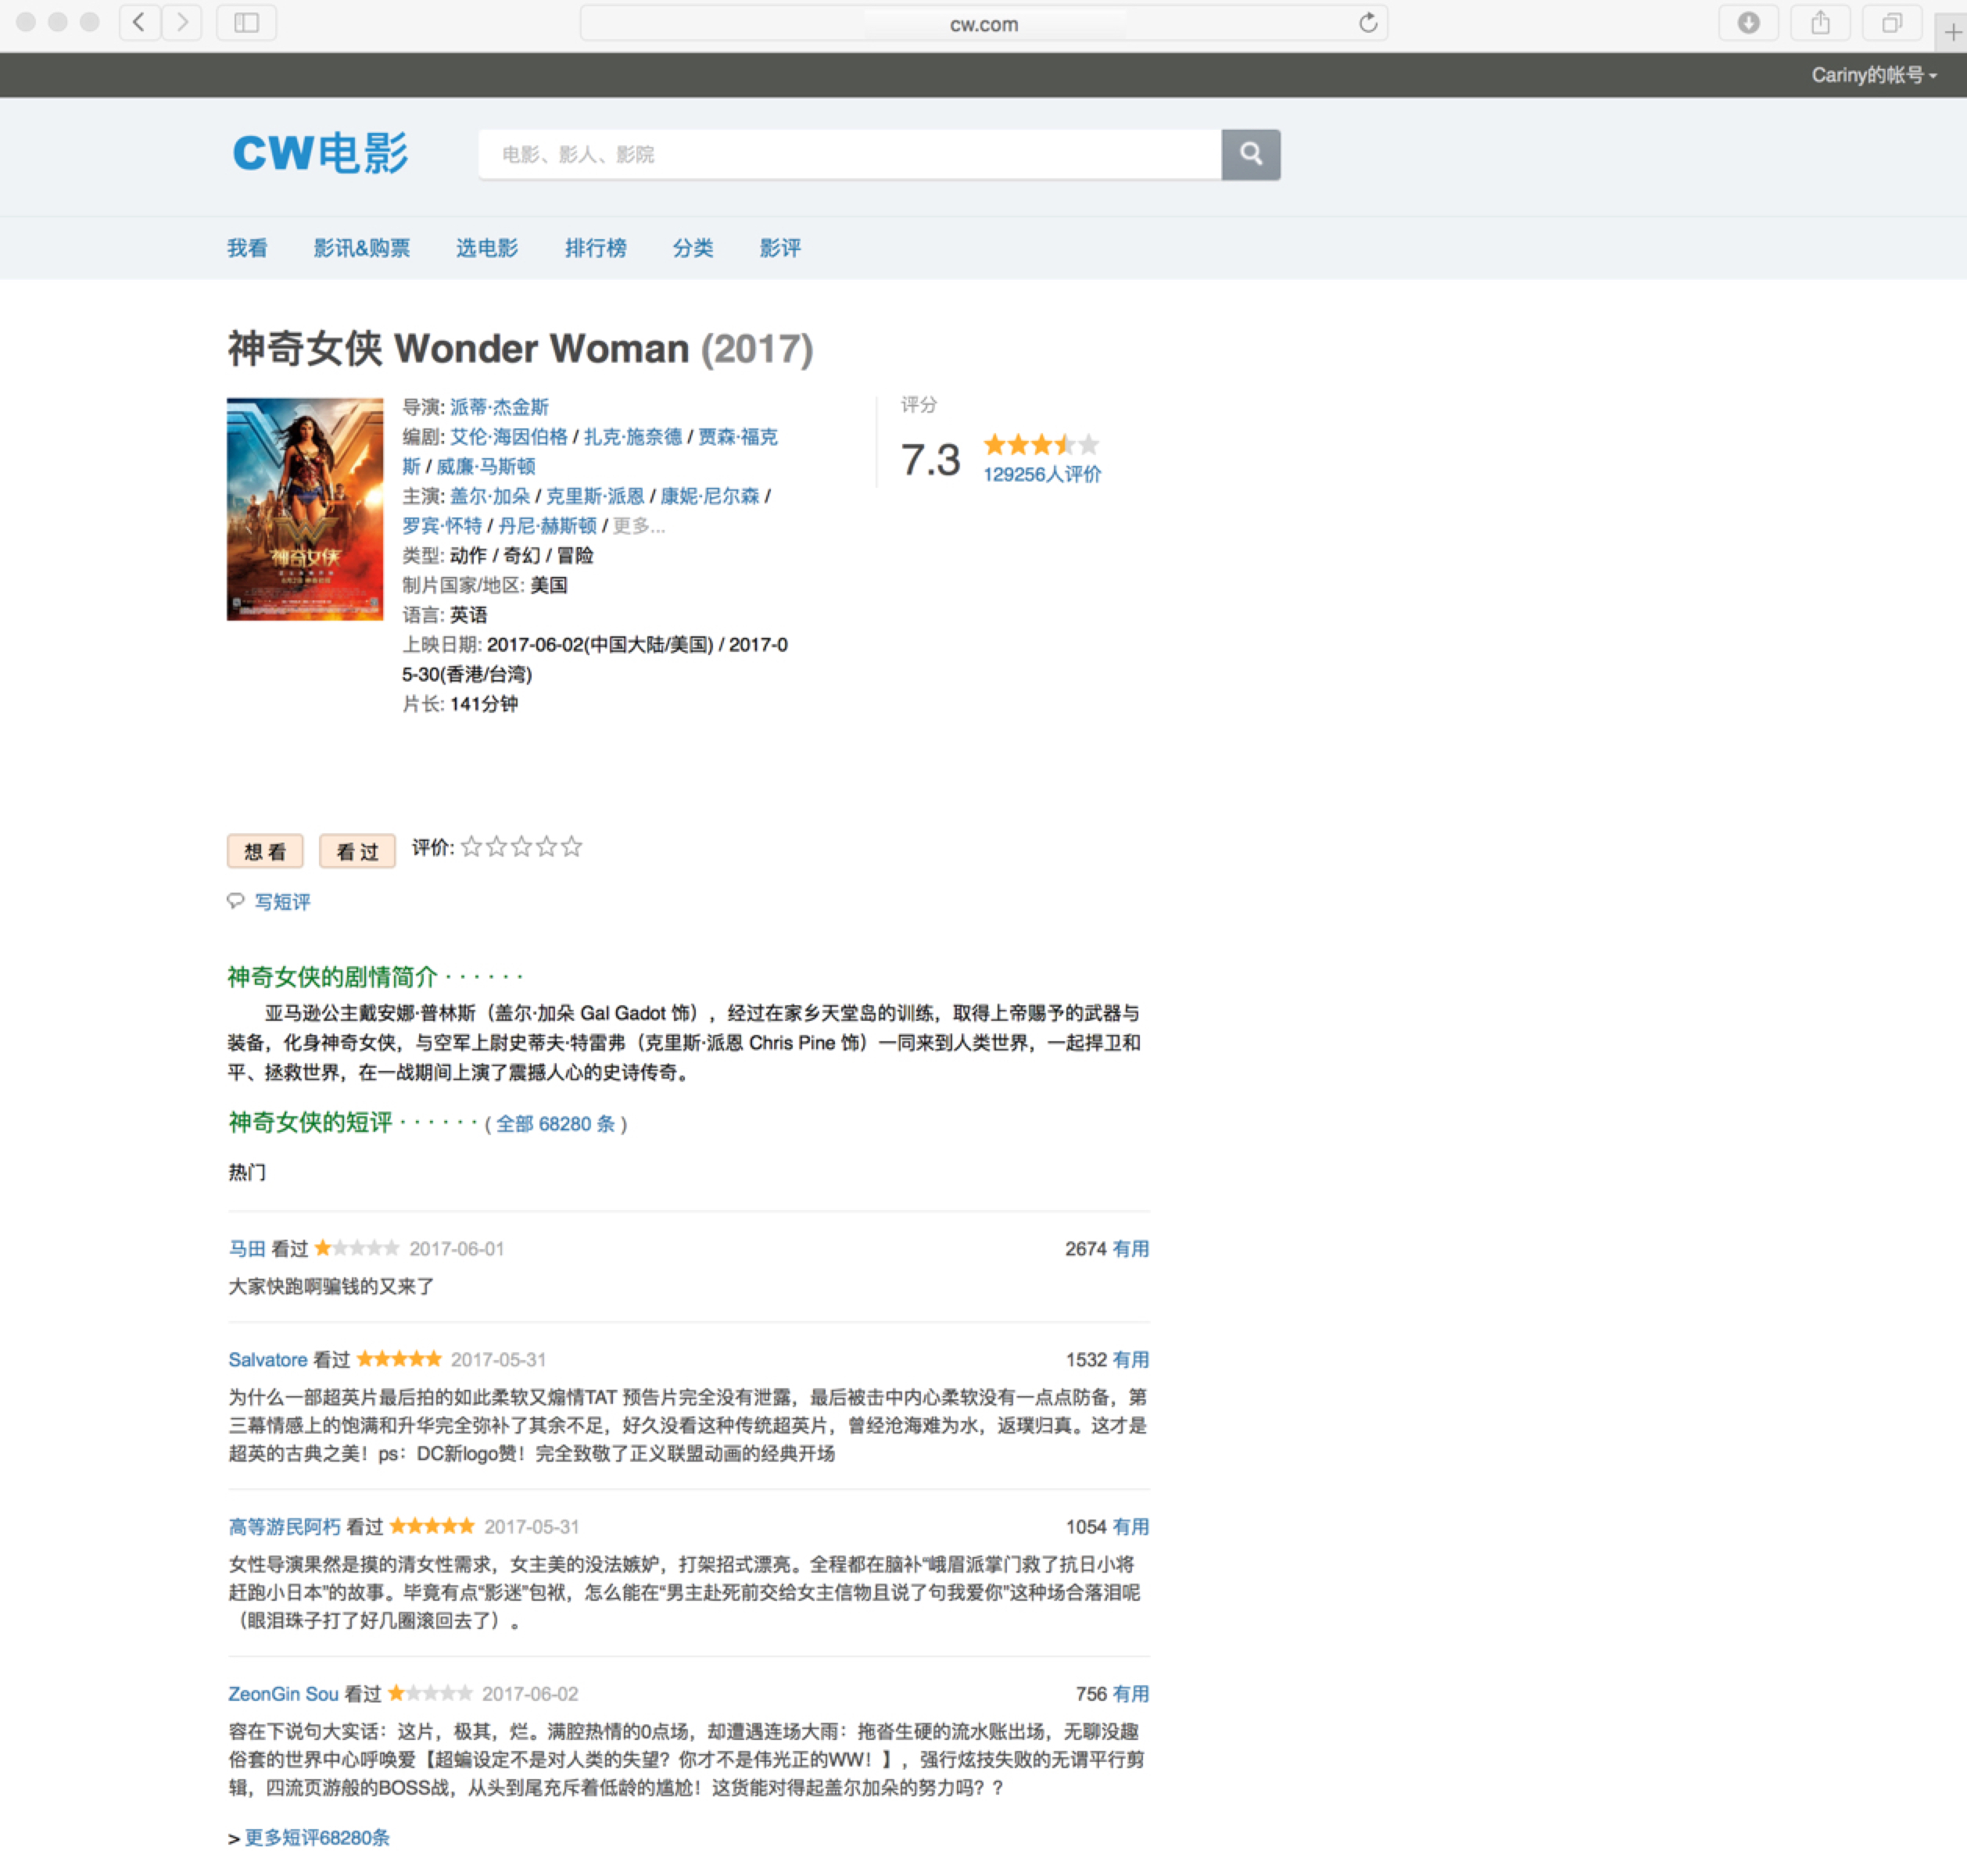 cw.com
Cariny的帐号
CW电影
电影、影人、影院
我看 影讯&购票 选电影 排行榜 分类 影评
神奇女侠 Wonder Woman (2017)
神奇女侠
导演: 派蒂·杰金斯
编剧: 艾伦·海因伯格 / 扎克·施奈德 / 贾森·福克
斯 / 威廉·马斯顿
主演: 盖尔·加朵 / 克里斯·派恩 / 康妮·尼尔森 /
罗宾·怀特 / 丹尼·赫斯顿 / 更多...
类型: 动作 / 奇幻 / 冒险
制片国家/地区: 美国
语言: 英语
上映日期: 2017-06-02(中国大陆/美国) / 2017-0
5-30(香港/台湾)
片长: 141分钟
评分
7.3
129256人评价
想看 看过 评价:
写短评
神奇女侠的剧情简介 · · · · · ·
亚马逊公主戴安娜·普林斯（盖尔·加朵 Gal Gadot 饰），经过在家乡天堂岛的训练，取得上帝赐予的武器与
装备，化身神奇女侠，与空军上尉史蒂夫·特雷弗（克里斯·派恩 Chris Pine 饰）一同来到人类世界，一起捍卫和
平、拯救世界，在一战期间上演了震撼人心的史诗传奇。
神奇女侠的短评 · · · · · · ( 全部 68280 条 )
热门
马田 看过 2017-06-01 2674 有用
大家快跑啊骗钱的又来了
Salvatore 看过 2017-05-31 1532 有用
为什么一部超英片最后拍的如此柔软又煽情TAT 预告片完全没有泄露，最后被击中内心柔软没有一点点防备，第
三幕情感上的饱满和升华完全弥补了其余不足，好久没看这种传统超英片，曾经沧海难为水，返璞归真。这才是
超英的古典之美！ps：DC新logo赞！完全致敬了正义联盟动画的经典开场
高等游民阿朽 看过 2017-05-31 1054 有用
女性导演果然是摸的清女性需求，女主美的没法嫉妒，打架招式漂亮。全程都在脑补“峨眉派掌门救了抗日小将
赶跑小日本”的故事。毕竟有点“影迷”包袱，怎么能在“男主赴死前交给女主信物且说了句我爱你”这种场合落泪呢
（眼泪珠子打了好几圈滚回去了）。
ZeonGin Sou 看过 2017-06-02 756 有用
容在下说句大实话：这片，极其，烂。满腔热情的0点场，却遭遇连场大雨：拖沓生硬的流水账出场，无聊没趣
俗套的世界中心呼唤爱【超蝙设定不是对人类的失望？你才不是伟光正的WW！】，强行炫技失败的无谓平行剪
辑，四流页游般的BOSS战，从头到尾充斥着低龄的尴尬！这货能对得起盖尔加朵的努力吗？？
> 更多短评68280条